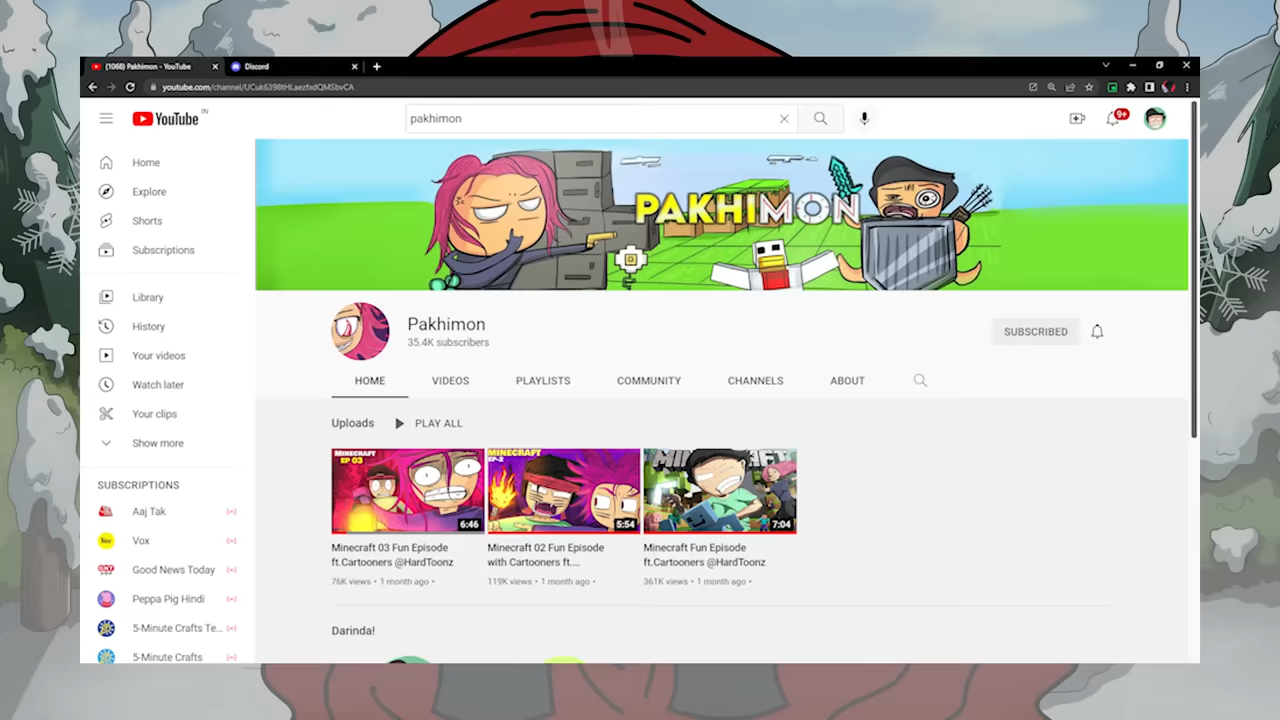 (1068) Pakhimon - YouTube
Discord
youtube.com/channel/UCuk6398tHLaezfxdQMSbvCA
YouTube IN
pakhimon
9+
Home
Explore
Shorts
Subscriptions
Library
History
Your videos
Watch later
Your clips
Show more
SUBSCRIPTIONS
Aaj Tak
Vox
Good News Today
Peppa Pig Hindi
5-Minute Crafts Te...
5-Minute Crafts
PAKHIMON
Pakhimon
35.4K subscribers
SUBSCRIBED
HOME VIDEOS PLAYLISTS COMMUNITY CHANNELS ABOUT
Uploads PLAY ALL
MINECRAFT
EP 03
6:46
MINECRAFT
EP-2
5:54
7:04
Minecraft 03 Fun Episode
ft.Cartooners @HardToonz
76K views • 1 month ago •
Minecraft 02 Fun Episode
with Cartooners ft....
119K views • 1 month ago •
Minecraft Fun Episode
ft.Cartooners @HardToonz
361K views • 1 month ago •
Darinda!